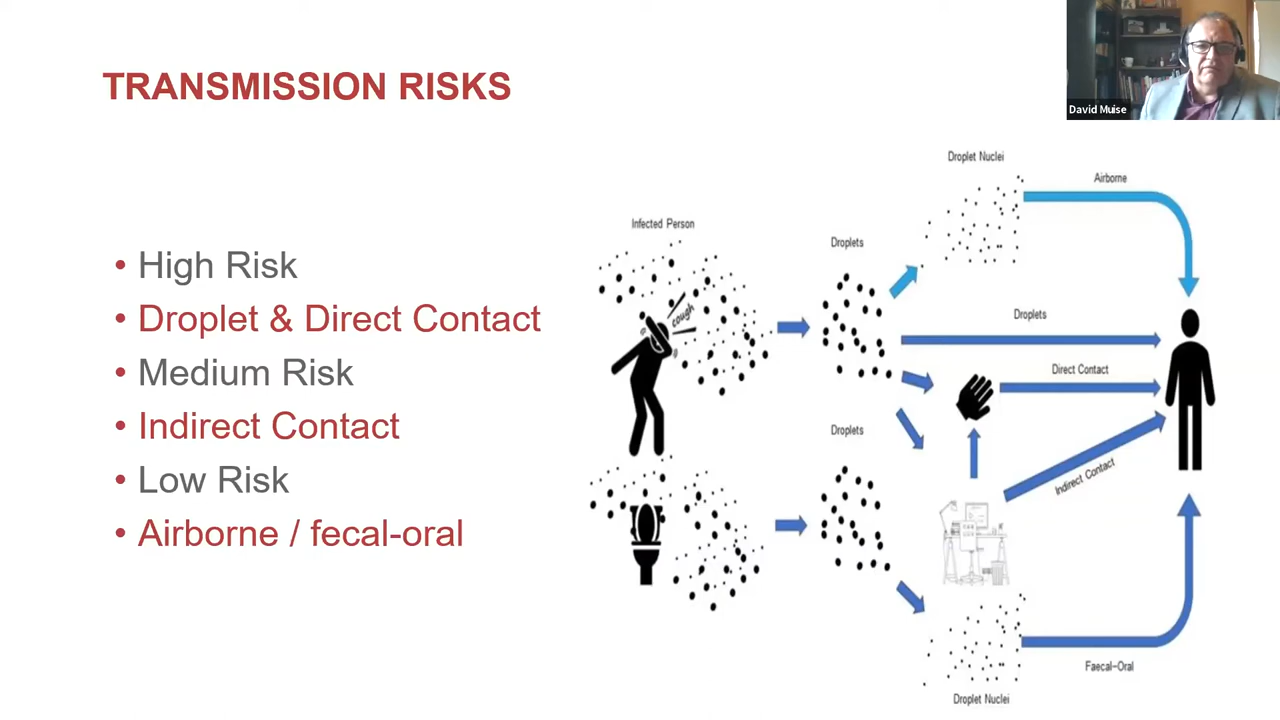 TRANSMISSION RISKS
David Muise
• High Risk
• Droplet & Direct Contact
• Medium Risk
• Indirect Contact
• Low Risk
• Airborne / fecal-oral
Droplet Nuclei
Airborne
Infected Person
Droplets
cough
Droplets
Direct Contact
Droplets
Indirect Contact
Faecal-Oral
Droplet Nuclei